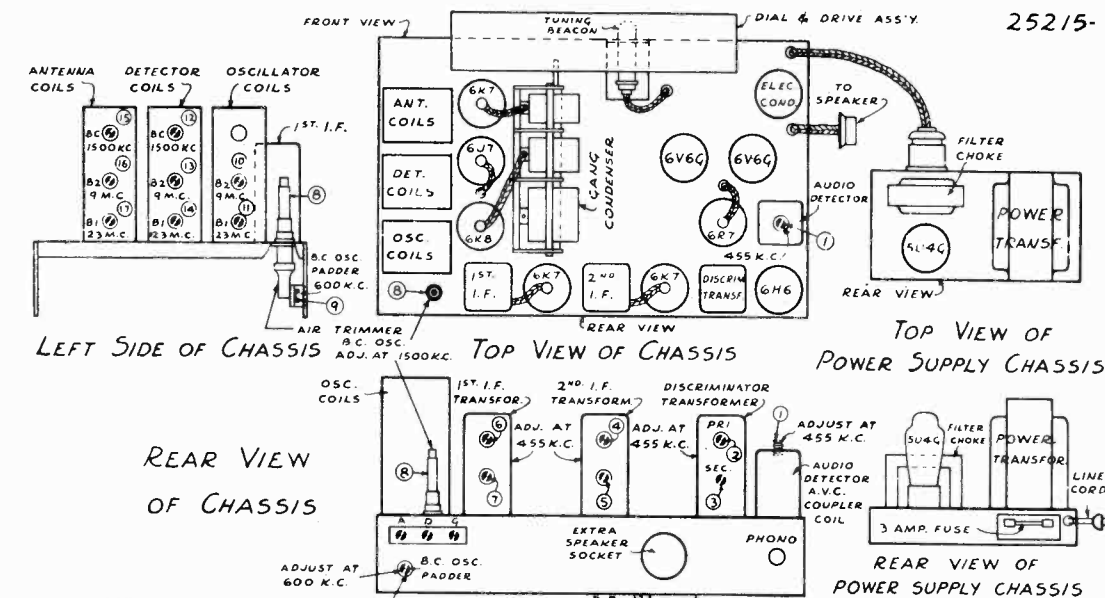 25215-
FRONT VIEW
TUNING
BEACON
DIAL & DRIVE ASS'Y.
ANTENNA
COILS
DETECTOR
COILS
OSCILLATOR
COILS
1ST. I.F.
15
BC
1500KC
16
B2
9 M.C.
17
B1
23 M.C.
12
BC
1500KC
13
B2
9 M.C.
14
B1
23 M.C.
10
B2
9 M.C.
11
B1
23 M.C.
8
B.C. OSC.
PADDER
600 K.C.
9
AIR TRIMMER
B.C. OSC.
ADJ. AT 1500KC.
LEFT SIDE OF CHASSIS
ANT.
COILS
DET.
COILS
OSC.
COILS
8
6K7
6J7
6K8
GANG
CONDENSER
1ST.
I.F.
6K7
2ND
I.F.
6K7
DISCRIM
TRANSF.
6H6
6V6G
6V6G
6R7
ELEC.
COND.
TO
SPEAKER
AUDIO
DETECTOR
1
455 K.C.
REAR VIEW
TOP VIEW OF CHASSIS
FILTER
CHOKE
5U4G
POWER
TRANSF.
REAR VIEW
TOP VIEW OF
POWER SUPPLY CHASSIS
REAR VIEW
OF CHASSIS
OSC.
COILS
1ST. I.F.
TRANSFOR.
2ND. I.F.
TRANSFORM.
DISCRIMINATOR
TRANSFORMER
8
6
7
ADJ. AT
455 K.C.
4
5
ADJ. AT
455 K.C.
PRI
2
SEC.
3
1
ADJUST AT
455 K.C.
AUDIO
DETECTOR
A.V.C.
COUPLER
COIL
A D G
EXTRA
SPEAKER
SOCKET
PHONO
ADJUST AT
600 K.C.
B.C. OSC.
PADDER
5U4G
FILTER
CHOKE
POWER
TRANSFOR.
LINE
CORD
3 AMP. FUSE
REAR VIEW OF
POWER SUPPLY CHASSIS